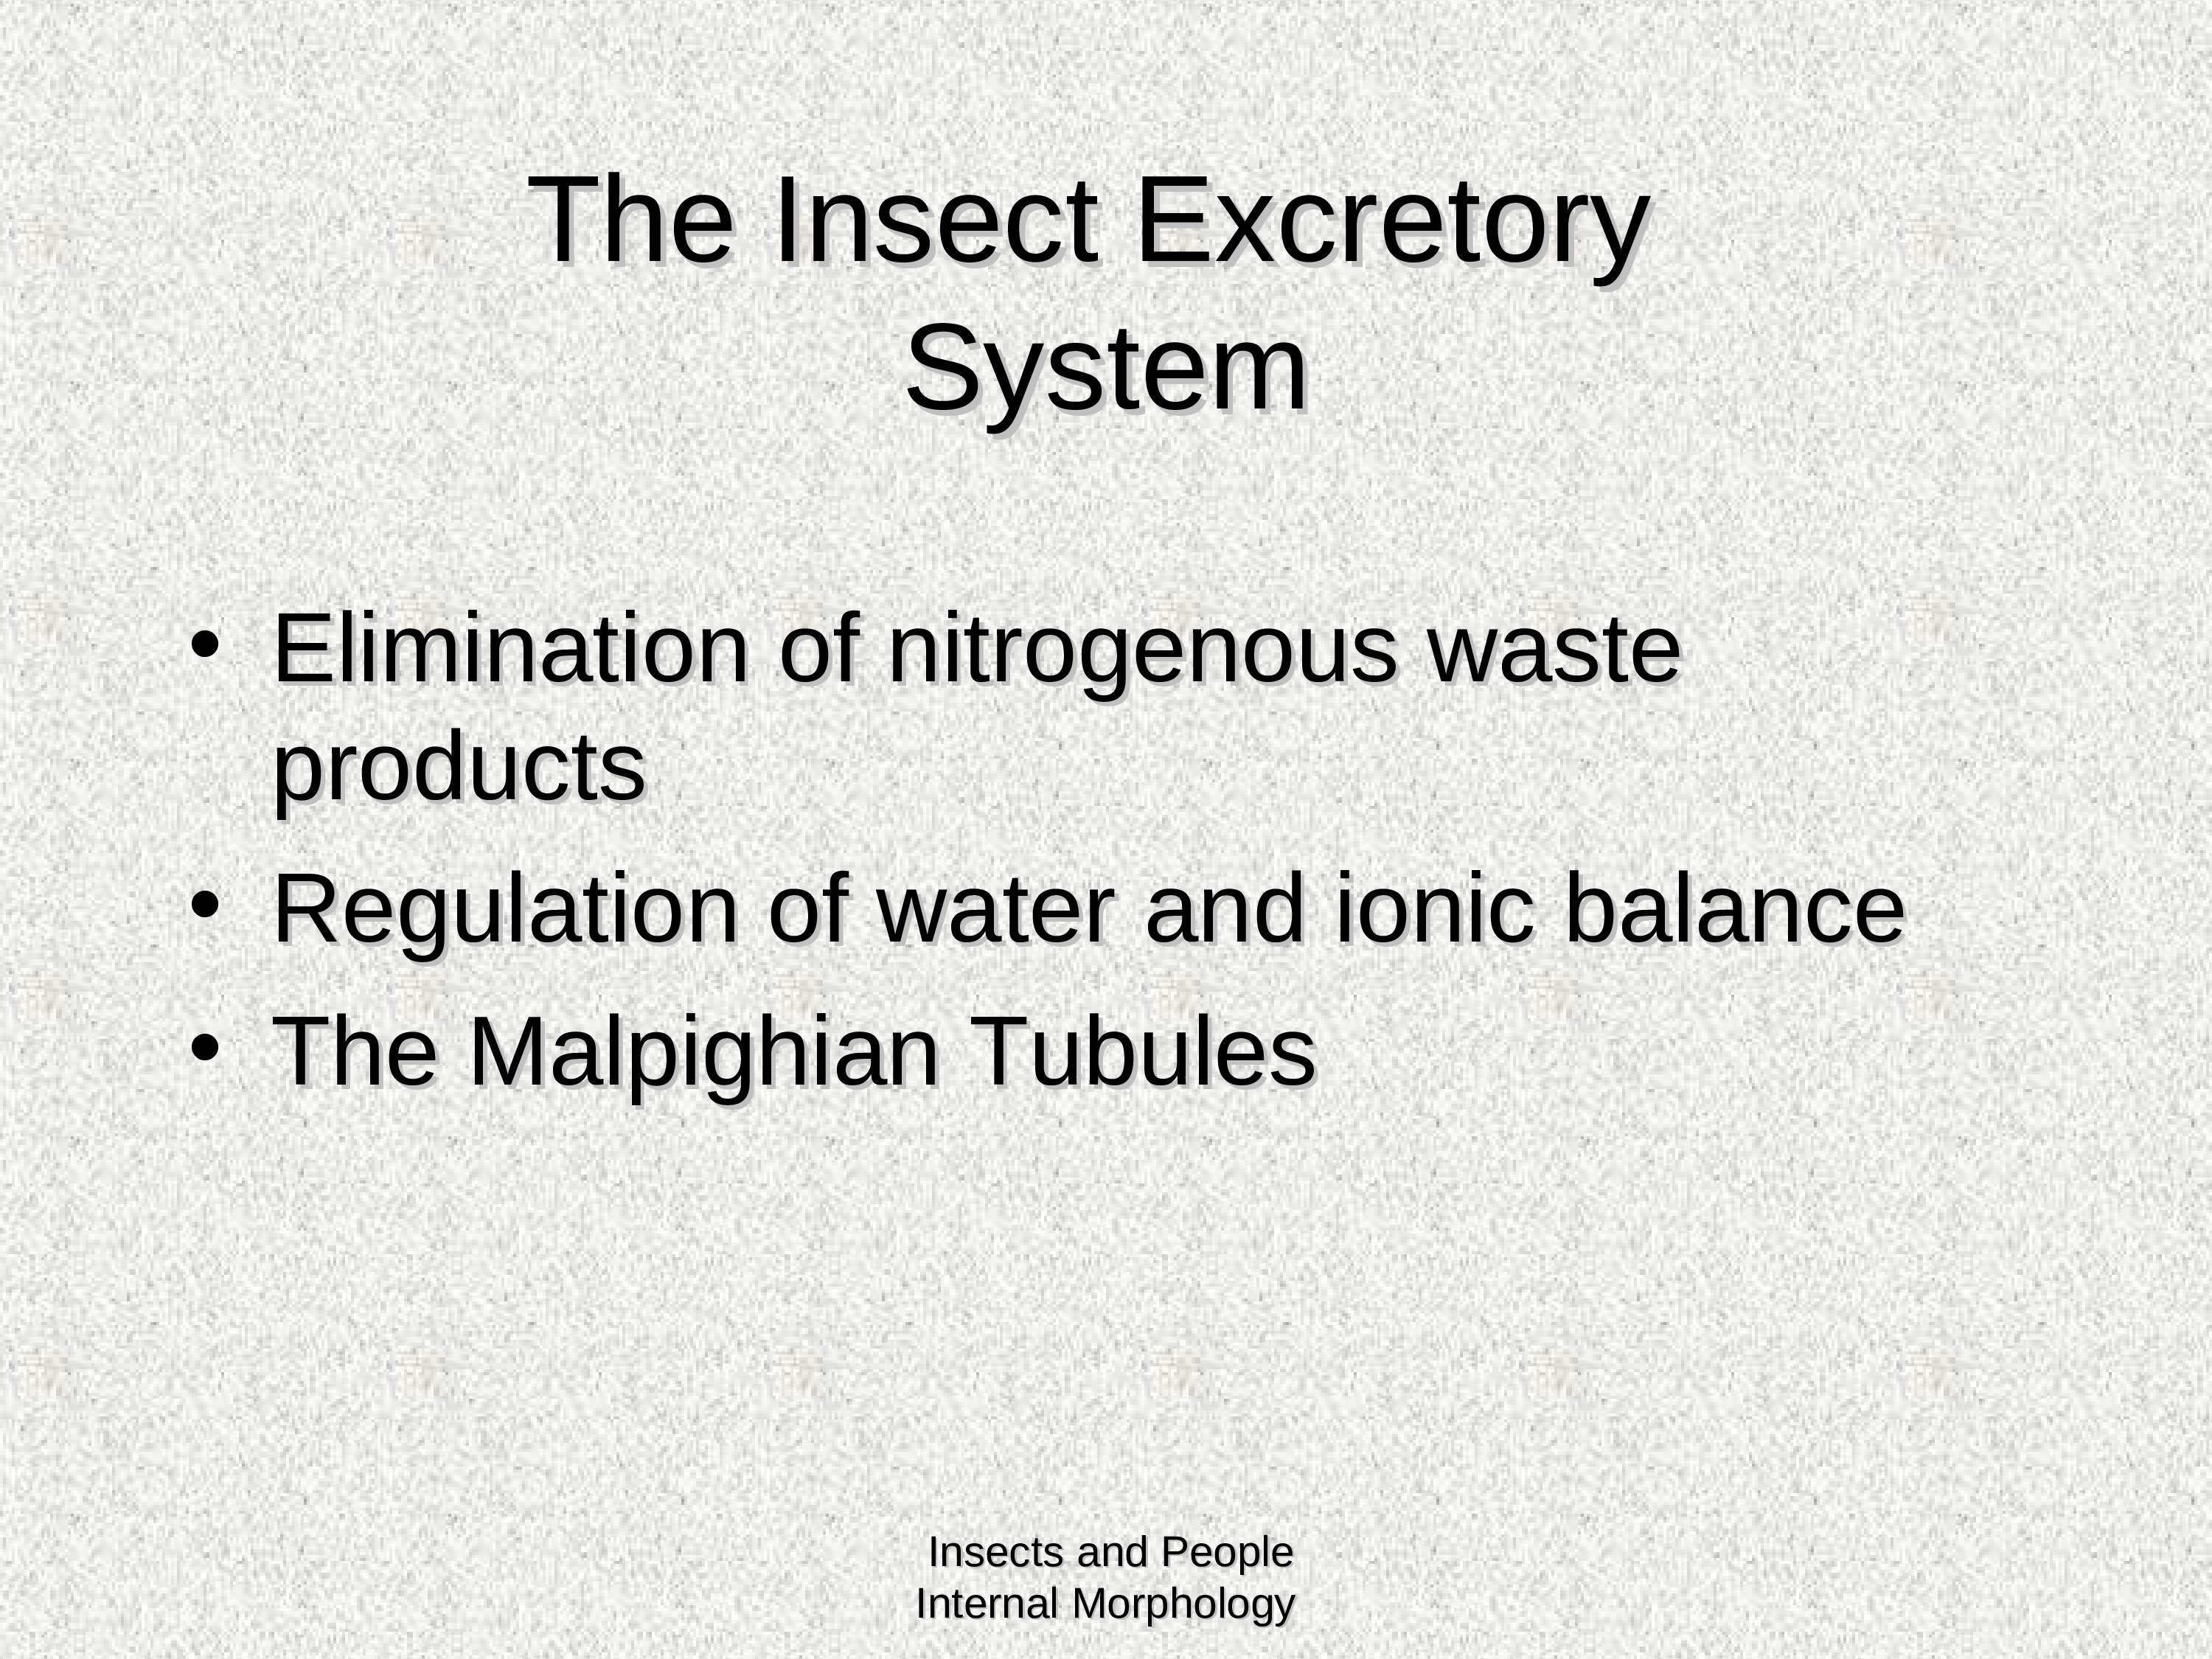 The Insect Excretory
System
• Elimination of nitrogenous waste
products
• Regulation of water and ionic balance
• The Malpighian Tubules
Insects and People
Internal Morphology